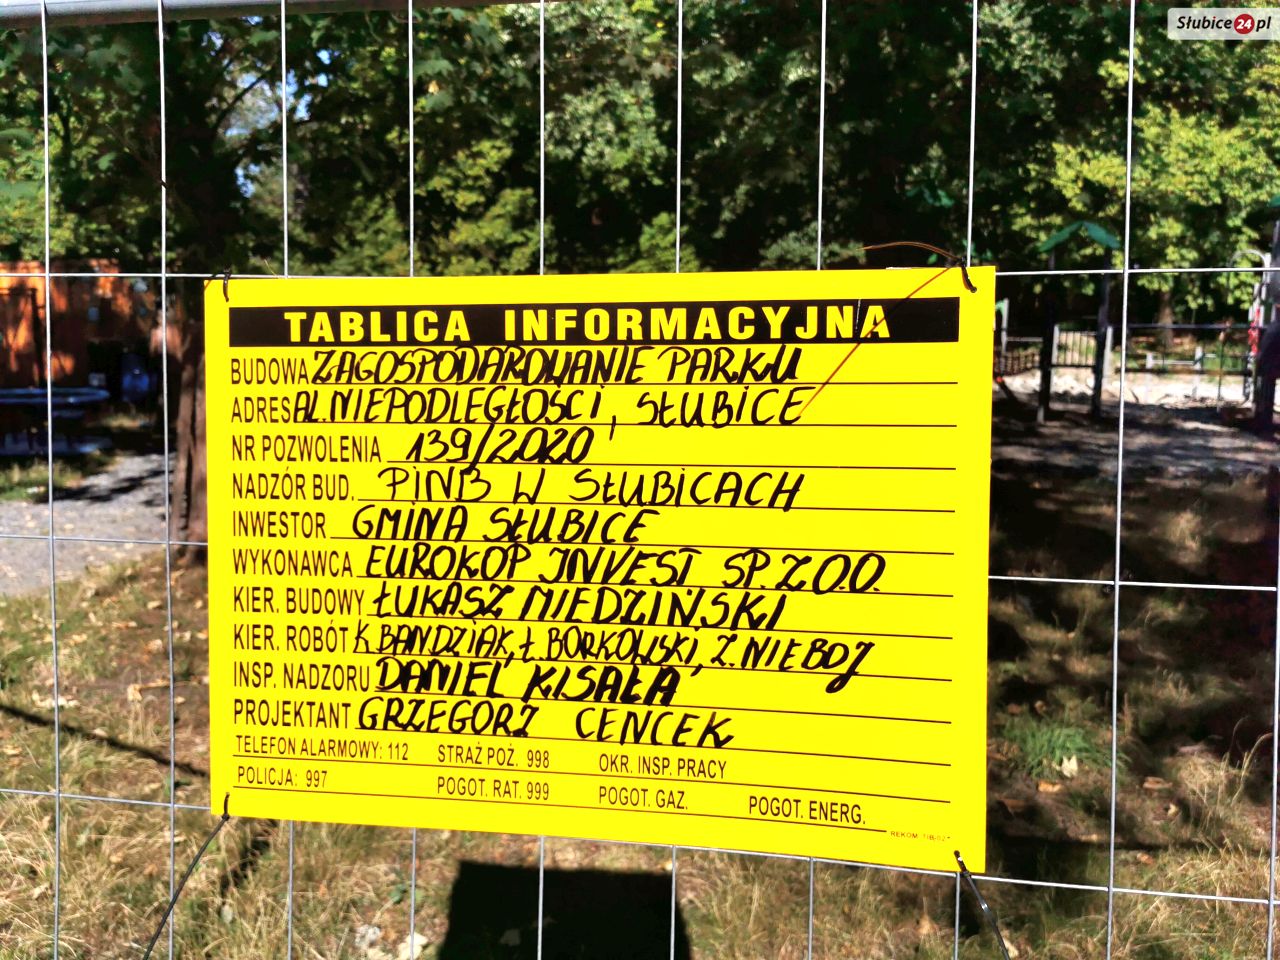 Słubice24.pl
TABLICA INFORMACYJNA
BUDOWA ZAGOSPODAROWANIE PARKU
ADRES AL. NIEPODLEGŁOŚCI, SŁUBICE
NR POZWOLENIA 139/2020
NADZÓR BUD. PINB W SŁUBICACH
INWESTOR GMINA SŁUBICE
WYKONAWCA EUROKOP INVEST SP. Z O.O.
KIER. BUDOWY ŁUKASZ NIEDZIŃSKI
KIER. ROBÓT K. BANDZIAK, Ł. BORKOWSKI, Z. NIEBOJ
INSP. NADZORU DANIEL KISAŁA
PROJEKTANT GRZEGORZ CENCEK
TELEFON ALARMOWY: 112 STRAŻ POŻ. 998 OKR. INSP. PRACY
POLICJA: 997 POGOT. RAT. 999 POGOT. GAZ. POGOT. ENERG.
REKOM